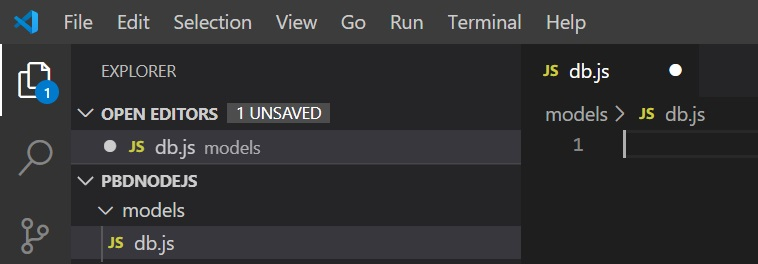 File Edit Selection View Go Run Terminal Help
1
EXPLORER
OPEN EDITORS 1 UNSAVED
JS db.js models
PBDNODEJS
models
JS db.js
JS db.js
models > JS db.js
1